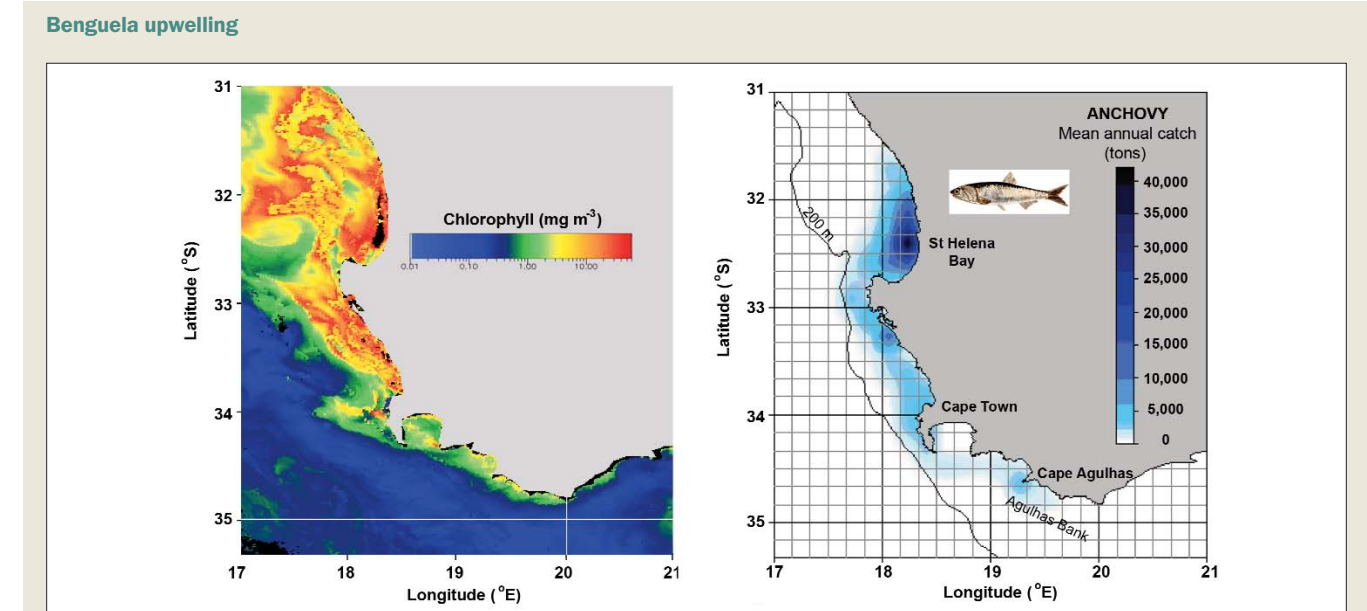 Benguela upwelling
31
32
33
34
35
Latitude (°S)
17
18
19
20
21
Longitude (°E)
Chlorophyll (mg m-3)
0.01
0.10
1.00
10.00
31
32
33
34
35
Latitude (°S)
17
18
19
20
21
Longitude (°E)
200 m
ANCHOVY
Mean annual catch
(tons)
40,000
35,000
30,000
25,000
20,000
15,000
10,000
5,000
0
St Helena
Bay
Cape Town
Cape Agulhas
Agulhas Bank